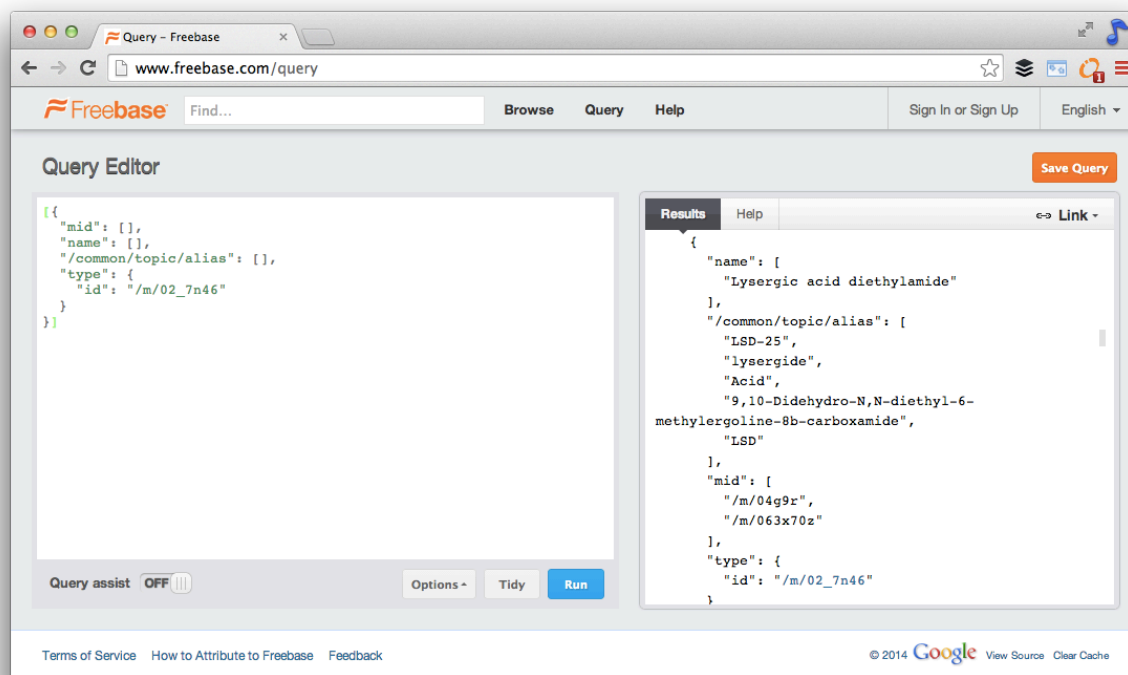 Query – Freebase
www.freebase.com/query
1
Freebase
Find...
Browse Query Help
Sign In or Sign Up
English
Query Editor
Save Query
[{
"mid": [],
"name": [],
"/common/topic/alias": [],
"type": {
"id": "/m/02_7n46"
}
}]
Query assist OFF
Options
Tidy
Run
Results Help Link
{
"name": [
"Lysergic acid diethylamide"
],
"/common/topic/alias": [
"LSD-25",
"lysergide",
"Acid",
"9,10-Didehydro-N,N-diethyl-6-
methylergoline-8b-carboxamide",
"LSD"
],
"mid": [
"/m/04g9r",
"/m/063x70z"
],
"type": {
"id": "/m/02_7n46"
}
Terms of Service How to Attribute to Freebase Feedback
© 2014 Google View Source Clear Cache